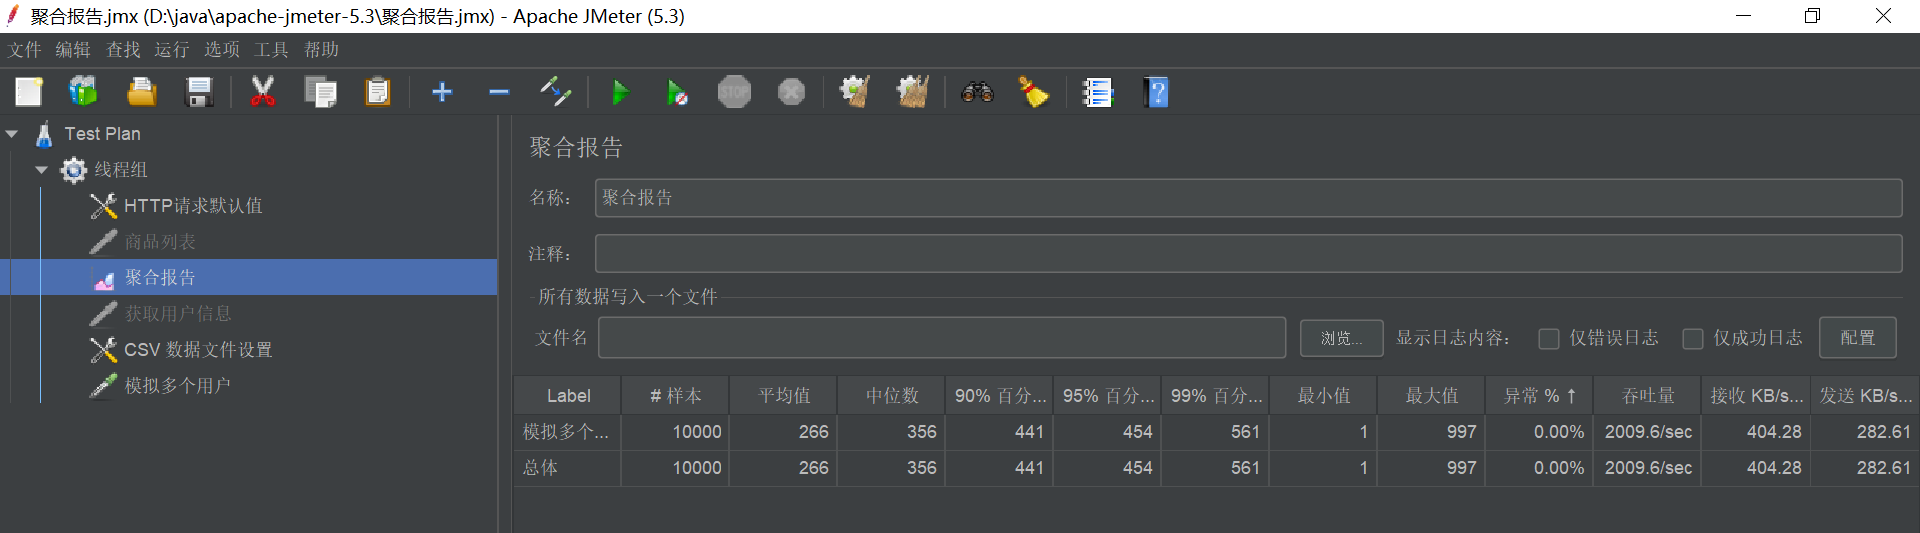 聚合报告.jmx (D:\java\apache-jmeter-5.3\聚合报告.jmx) - Apache JMeter (5.3)
文件 编辑 查找 运行 选项 工具 帮助
STOP
Test Plan
线程组
HTTP请求默认值
商品列表
聚合报告
获取用户信息
CSV 数据文件设置
模拟多个用户
聚合报告
名称： 聚合报告
注释：
所有数据写入一个文件
文件名 浏览... 显示日志内容： 仅错误日志 仅成功日志 配置
Label # 样本 平均值 中位数 90% 百分... 95% 百分... 99% 百分... 最小值 最大值 异常 % ↑ 吞吐量 接收 KB/s... 发送 KB/s...
模拟多个... 10000 266 356 441 454 561 1 997 0.00% 2009.6/sec 404.28 282.61
总体 10000 266 356 441 454 561 1 997 0.00% 2009.6/sec 404.28 282.61